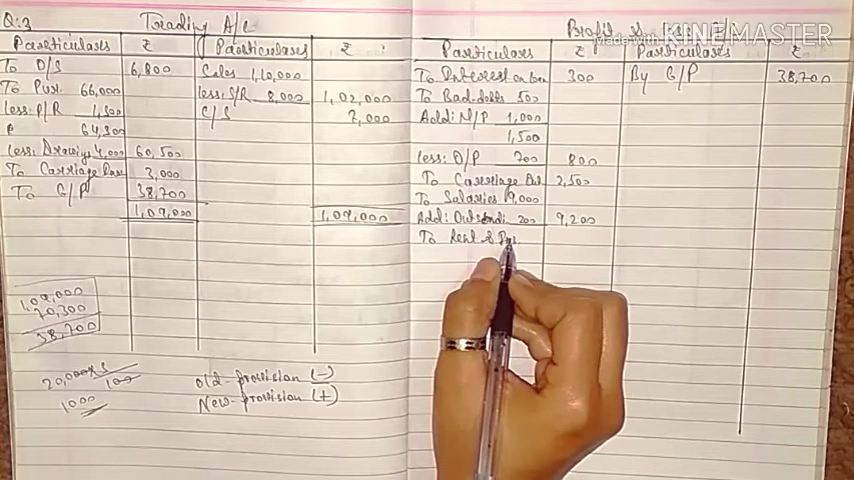 Q:3 Trading A/c
Particulars ₹ Particulars ₹
To O/S 6,800 Sales 1,10,000
To Pur. 66,000 less: S/R 8,000 1,02,000
less: P/R 1,500 C/S 7,000
64,500
less: Drawings 4,000 60,500
To Carriage 3,000
To G/P 38,700
1,09,000 1,09,000
1,09,000
70,300
38,700
20,000x5
100
1000
Old-provision (-)
New-provision (+)
Profit &
Made with KINEMASTER
Particulars ₹ Particulars ₹
To Interest on loan 300 By G/P 38,700
To Bad-debts 500
Add: N/P 1,000
1,500
less: O/P 700 800
To Carriage Out 2,500
To Salaries 9,000
Add: Outstandi 200 9,200
To Rent &